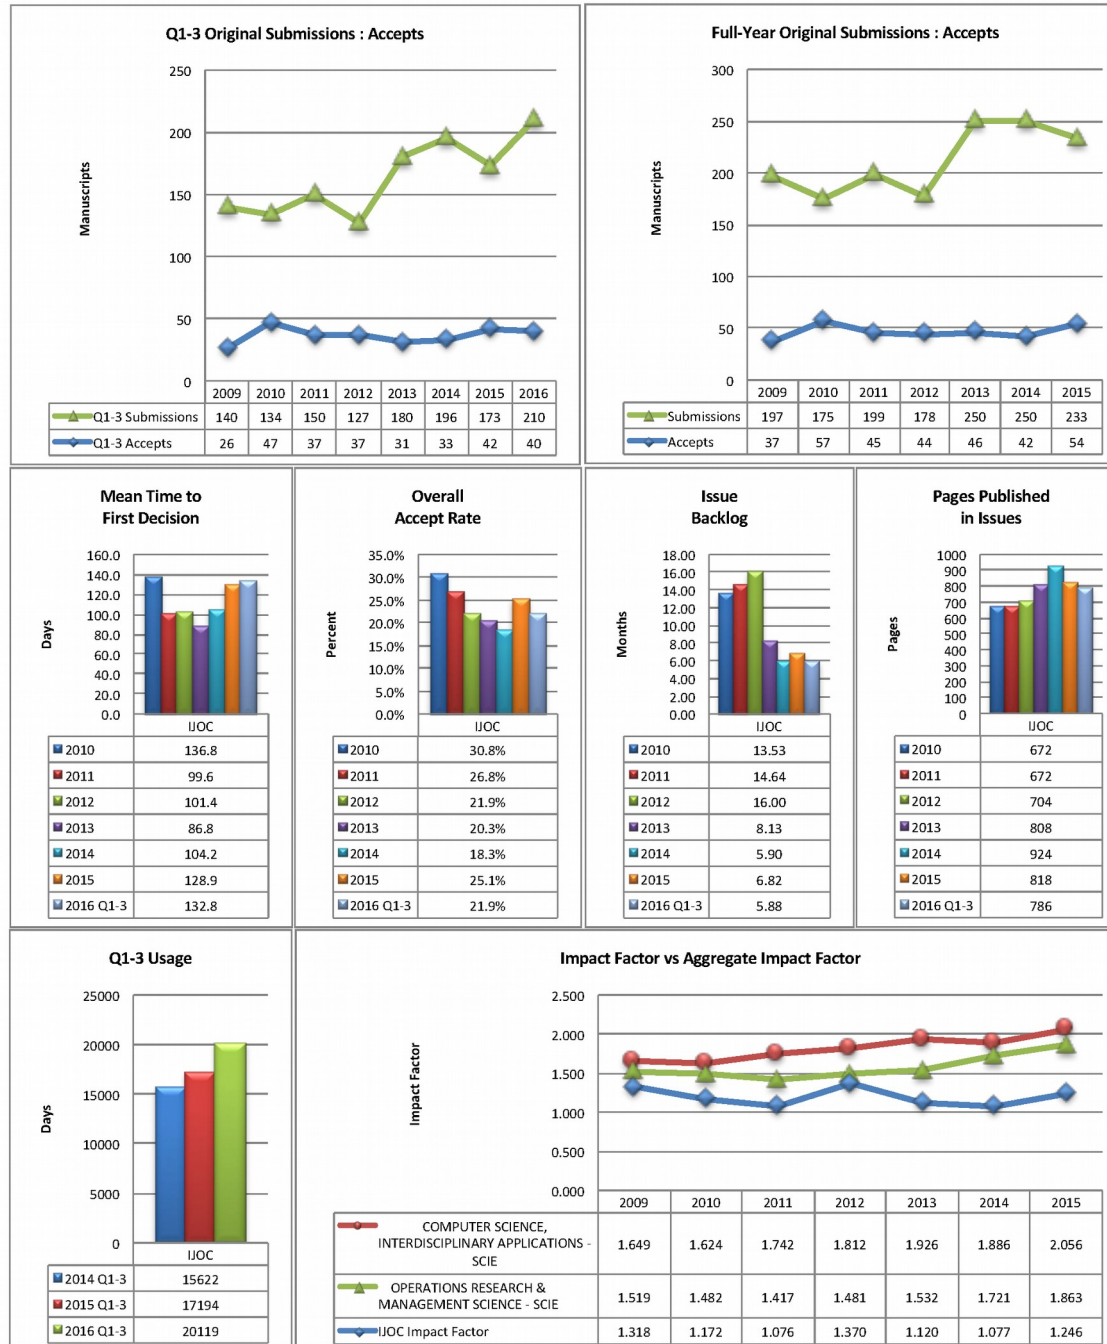 Q1-3 Original Submissions : Accepts
250
200
150
100
50
0
Manuscripts
2009 2010 2011 2012 2013 2014 2015 2016
Q1-3 Submissions 140 134 150 127 180 196 173 210
Q1-3 Accepts 26 47 37 37 31 33 42 40
Full-Year Original Submissions : Accepts
300
250
200
150
100
50
0
Manuscripts
2009 2010 2011 2012 2013 2014 2015
Submissions 197 175 199 178 250 250 233
Accepts 37 57 45 44 46 42 54
Mean Time to
First Decision
160.0
140.0
120.0
100.0
80.0
60.0
40.0
20.0
0.0
Days
IJOC
2010 136.8
2011 99.6
2012 101.4
2013 86.8
2014 104.2
2015 128.9
2016 Q1-3 132.8
Overall
Accept Rate
35.0%
30.0%
25.0%
20.0%
15.0%
10.0%
5.0%
0.0%
Percent
IJOC
2010 30.8%
2011 26.8%
2012 21.9%
2013 20.3%
2014 18.3%
2015 25.1%
2016 Q1-3 21.9%
Issue
Backlog
18.00
16.00
14.00
12.00
10.00
8.00
6.00
4.00
2.00
0.00
Months
IJOC
2010 13.53
2011 14.64
2012 16.00
2013 8.13
2014 5.90
2015 6.82
2016 Q1-3 5.88
Pages Published
in Issues
1000
900
800
700
600
500
400
300
200
100
0
Pages
IJOC
2010 672
2011 672
2012 704
2013 808
2014 924
2015 818
2016 Q1-3 786
Q1-3 Usage
25000
20000
15000
10000
5000
0
Days
IJOC
2014 Q1-3 15622
2015 Q1-3 17194
2016 Q1-3 20119
Impact Factor vs Aggregate Impact Factor
2.500
2.000
1.500
1.000
0.500
0.000
Impact Factor
2009 2010 2011 2012 2013 2014 2015
COMPUTER SCIENCE,
INTERDISCIPLINARY APPLICATIONS - 1.649 1.624 1.742 1.812 1.926 1.886 2.056
SCIE
OPERATIONS RESEARCH & 1.519 1.482 1.417 1.481 1.532 1.721 1.863
MANAGEMENT SCIENCE - SCIE
IJOC Impact Factor 1.318 1.172 1.076 1.370 1.120 1.077 1.246